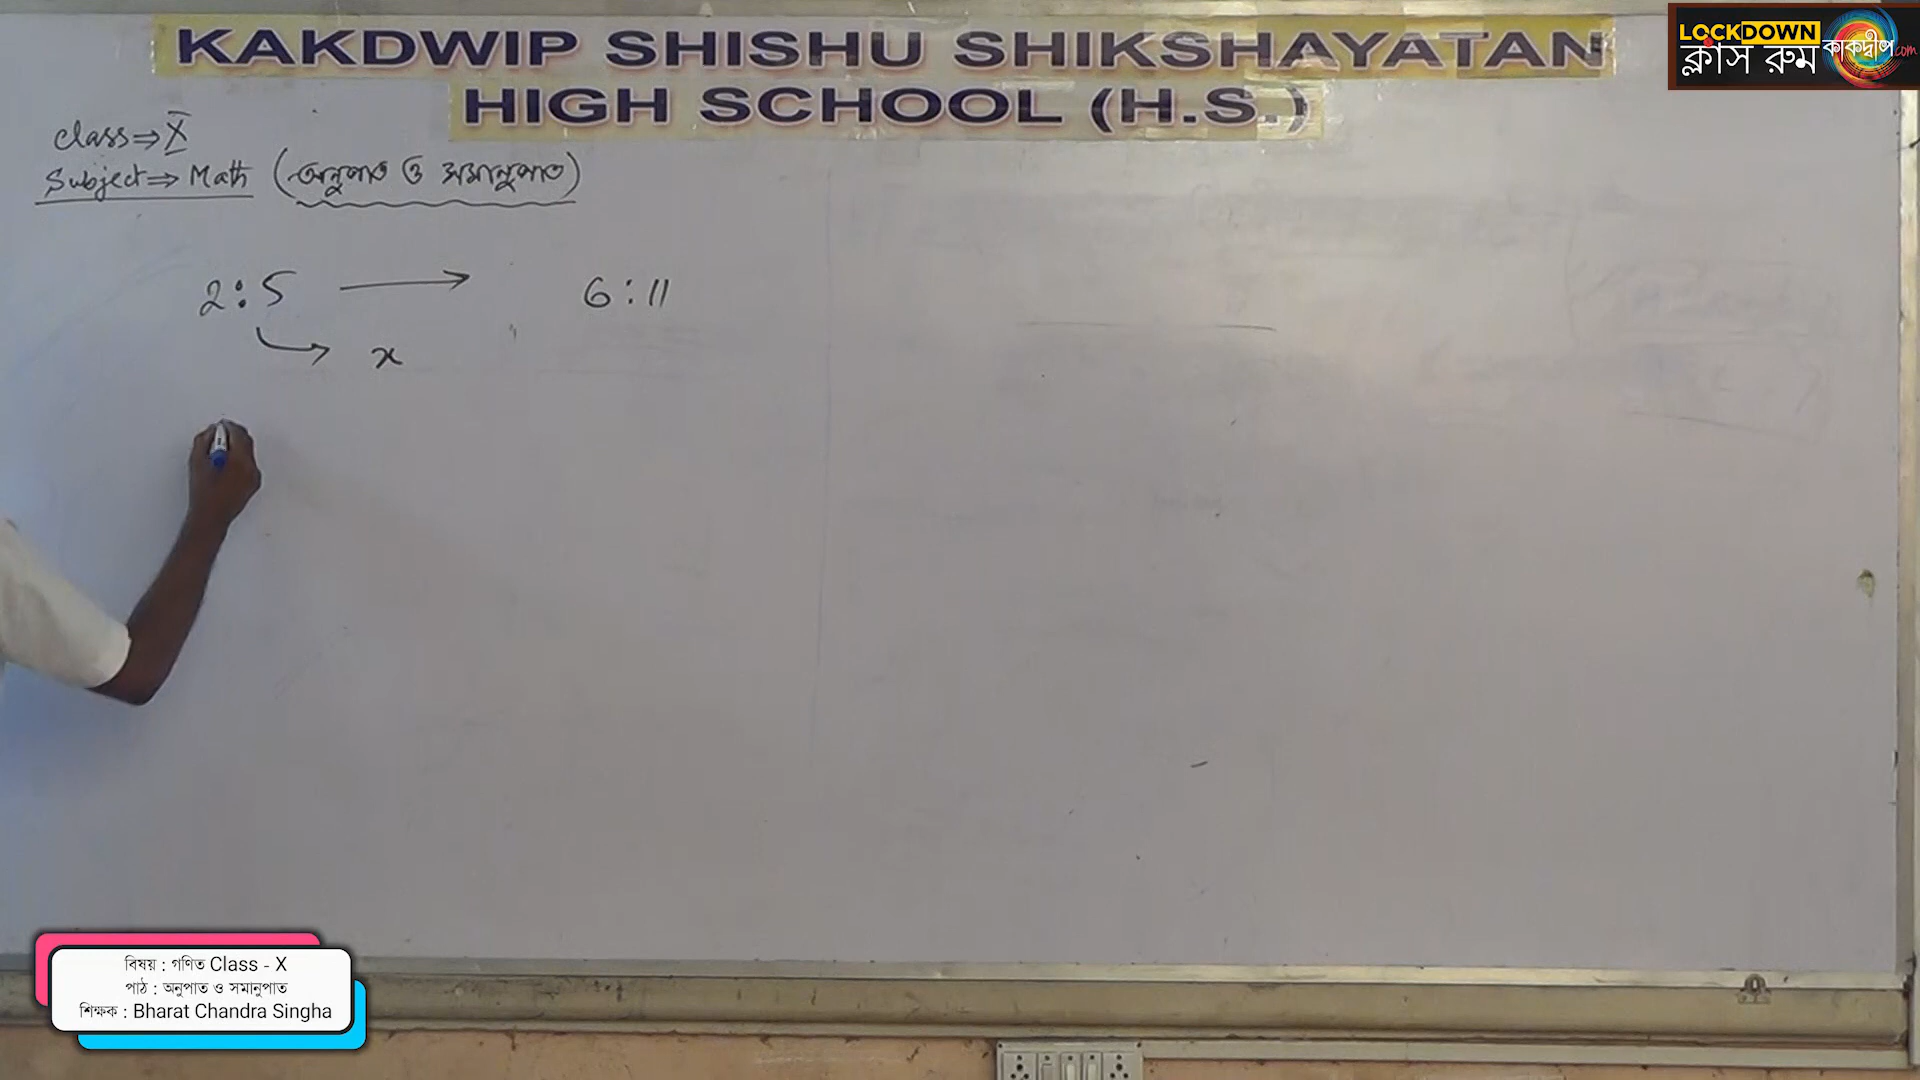 KAKDWIP SHISHU SHIKSHAYATAN
HIGH SCHOOL (H.S.)
LOCKDOWN
ক্লাস রুম কাকদ্বীপ.com
Class ⇒ X
Subject ⇒ Math (অনুপাত ও সমানুপাত)
2:5 → 6:11
x
বিষয় : গণিত Class - X
পাঠ : অনুপাত ও সমানুপাত
শিক্ষক : Bharat Chandra Singha